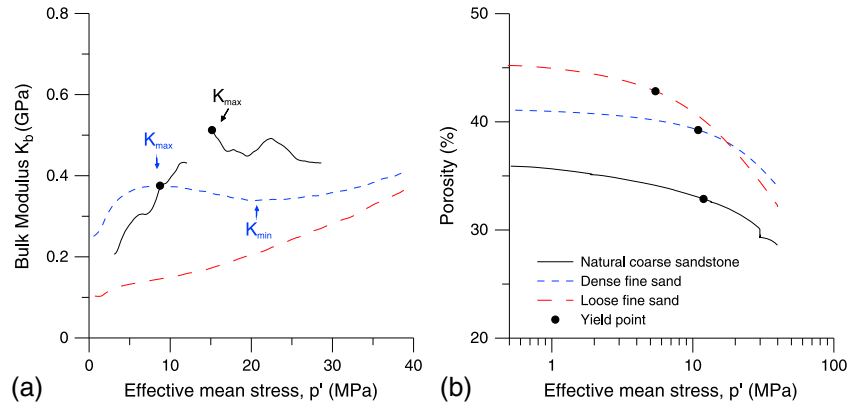 0.8
0.6
0.4
0.2
0
Bulk Modulus K_b (GPa)
K_max
K_max
K_min
0 10 20 30 40
Effective mean stress, p' (MPa)
(a)
50
40
30
20
Porosity (%)
Natural coarse sandstone
Dense fine sand
Loose fine sand
Yield point
1 10 100
Effective mean stress, p' (MPa)
(b)